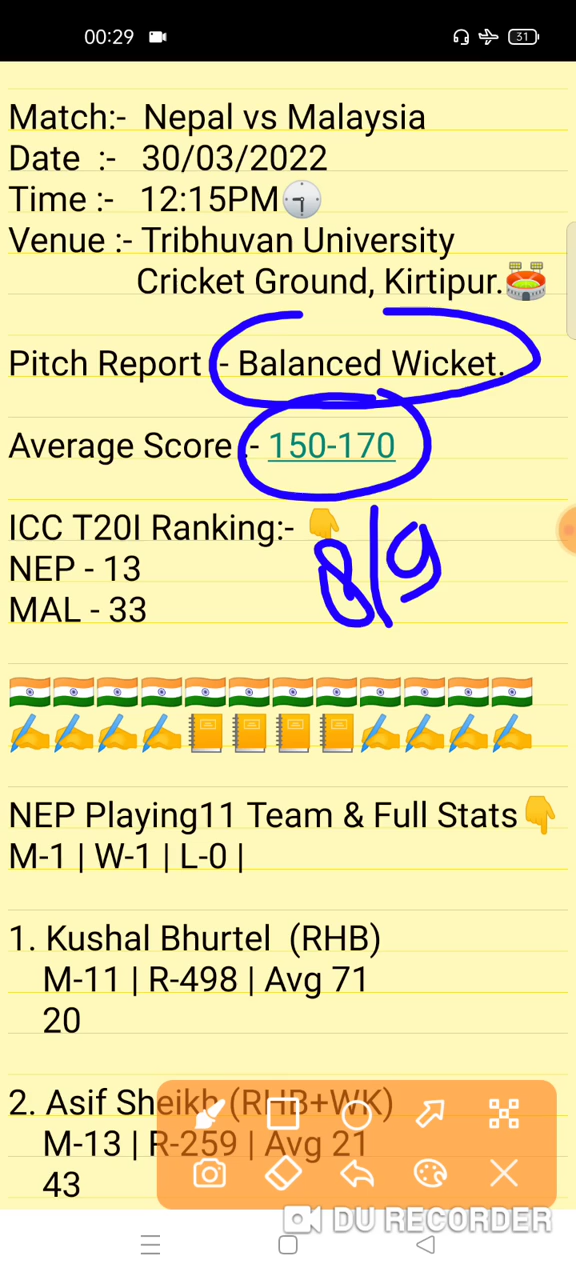 00:29
31
Match:- Nepal vs Malaysia
Date :- 30/03/2022
Time :- 12:15PM
Venue :- Tribhuvan University
Cricket Ground, Kirtipur.
Pitch Report :- Balanced Wicket.
Average Score :- 150-170
ICC T20I Ranking:-
NEP - 13
8/9
MAL - 33
NEP Playing11 Team & Full Stats
M-1 | W-1 | L-0 |
1. Kushal Bhurtel (RHB)
M-11 | R-498 | Avg 71
20
2. Asif Sheikh (RHB+WK)
M-13 | R-259 | Avg 21
43
DU RECORDER